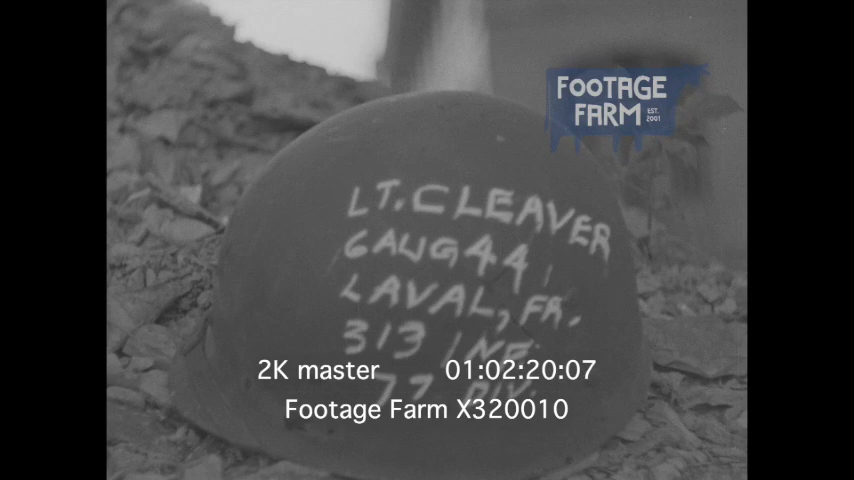 FOOTAGE
FARM
EST.
2001
LT. CLEAVER
6 AUG 44
LAVAL, FR.
313 INF.
DIV.
2K master 01:02:20:07
Footage Farm X320010